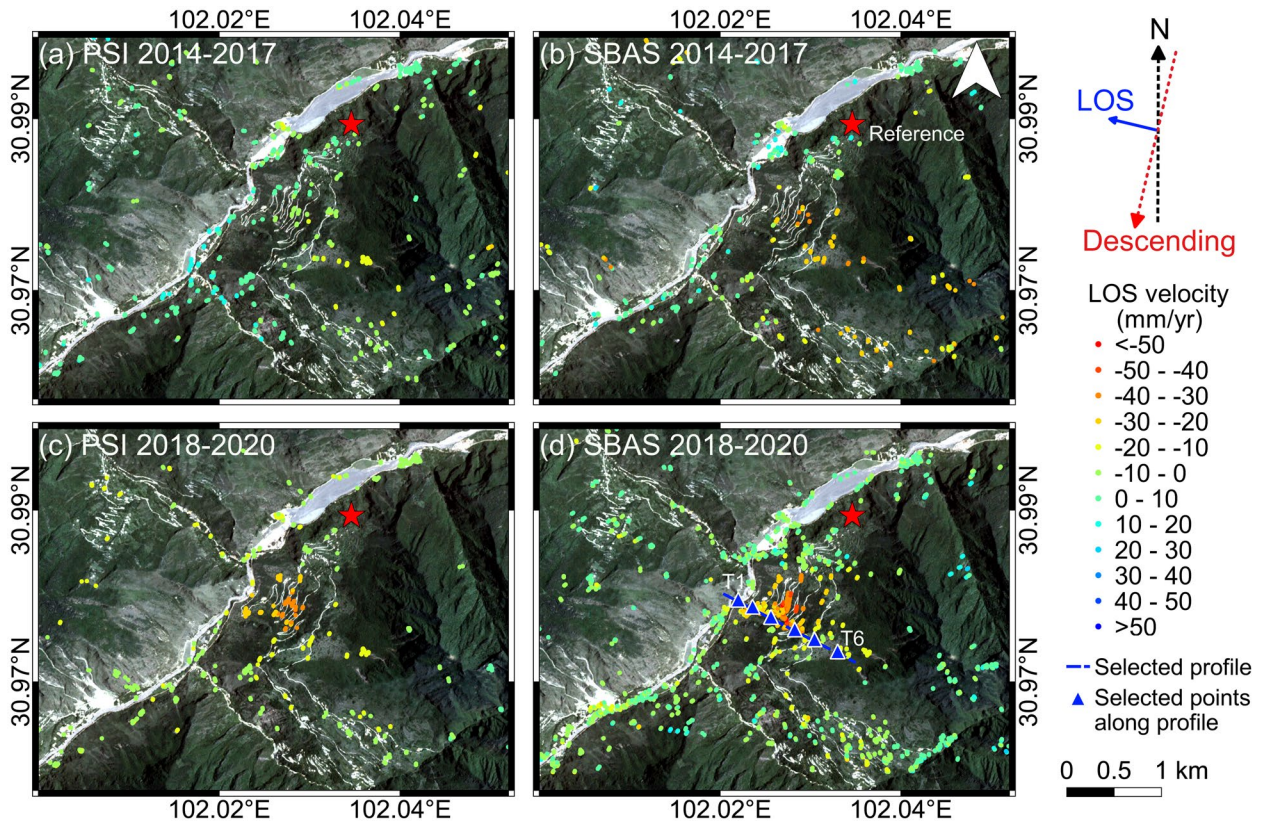 102.02°E 102.04°E 102.02°E 102.04°E
(a) PSI 2014-2017
(b) SBAS 2014-2017
30.99°N
30.97°N
Reference
30.99°N
30.97°N
(c) PSI 2018-2020
(d) SBAS 2018-2020
30.99°N
30.97°N
T1
T6
30.99°N
30.97°N
102.02°E 102.04°E 102.02°E 102.04°E
N
LOS
Descending
LOS velocity
(mm/yr)
<-50
-50 - -40
-40 - -30
-30 - -20
-20 - -10
-10 - 0
0 - 10
10 - 20
20 - 30
30 - 40
40 - 50
>50
Selected profile
Selected points
along profile
0 0.5 1 km